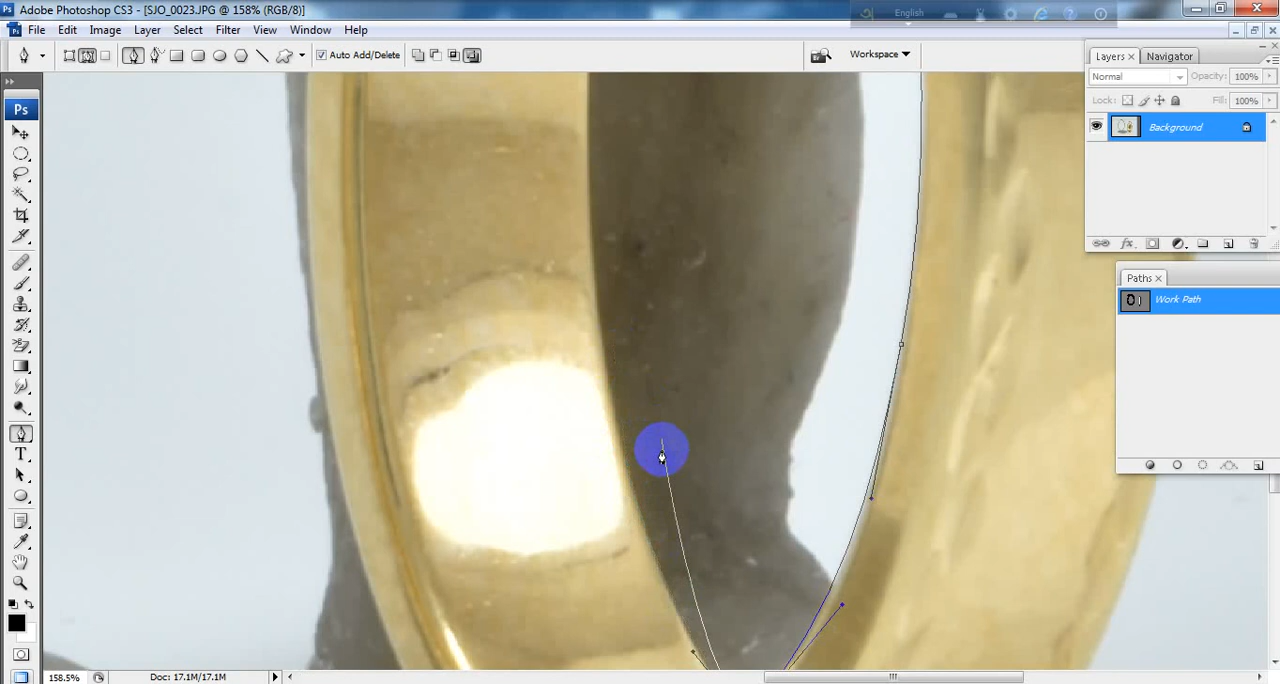 Ps Adobe Photoshop CS3 - [SJO_0023.JPG @ 158% (RGB/8)]
English
File Edit Image Layer Select Filter View Window Help
Auto Add/Delete
Workspace
Layers Navigator
Normal Opacity: 100%
Lock: Fill: 100%
Ps
Background
Paths
Work Path
T
158.5% Doc: 17.1M/17.1M